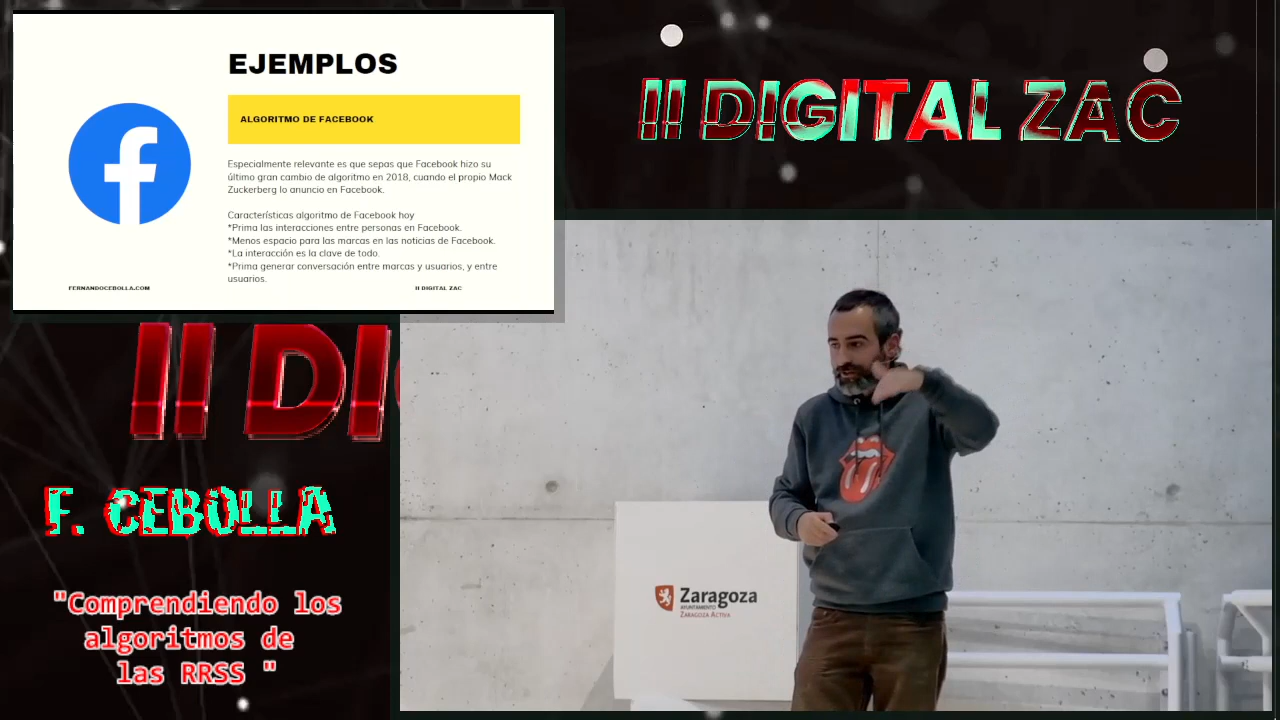 EJEMPLOS
ALGORITMO DE FACEBOOK
Especialmente relevante es que sepas que Facebook hizo su
último gran cambio de algoritmo en 2018, cuando el propio Mack
Zuckerberg lo anuncio en Facebook.
Características algoritmo de Facebook hoy
*Prima las interacciones entre personas en Facebook.
*Menos espacio para las marcas en las noticias de Facebook.
*La interacción es la clave de todo.
*Prima generar conversación entre marcas y usuarios, y entre
usuarios.
FERNANDOCEBOLLA.COM
II DIGITAL ZAC
II DIGITAL ZAC
II DI
F. CEBOLLA
"Comprendiendo los
algoritmos de
las RRSS "
Zaragoza
AYUNTAMIENTO
ZARAGOZA ACTIVA